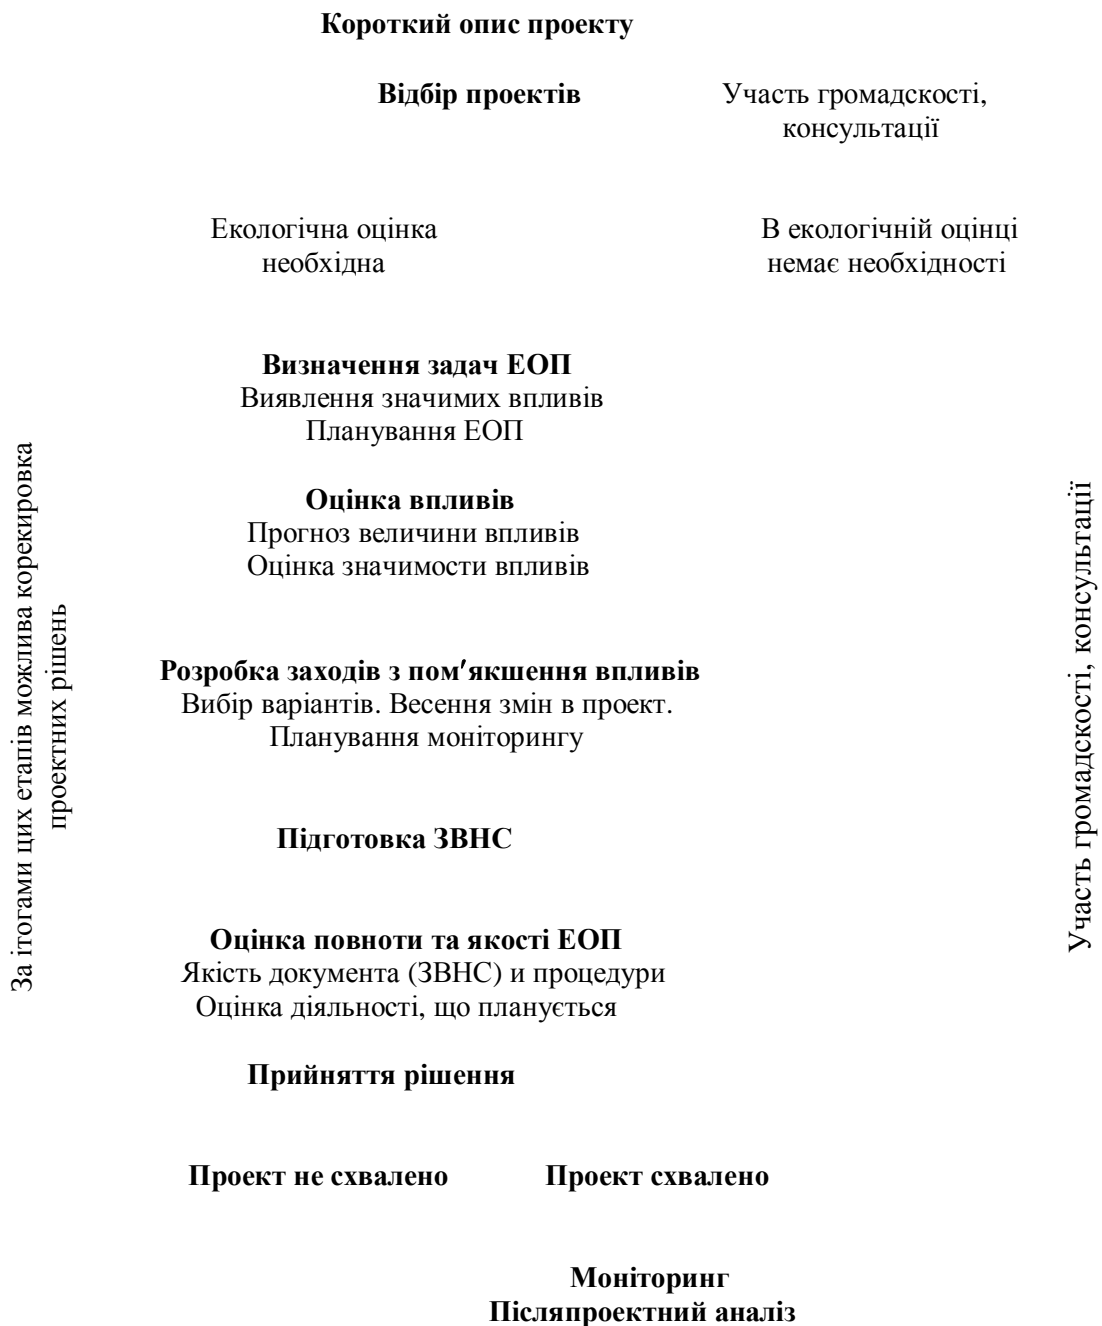 Короткий опис проекту
Відбір проектів
Участь громадскості,
консультації
Екологічна оцінка
необхідна
В екологічній оцінці
немає необхідності
Визначення задач ЕОП
Виявлення значимих впливів
Планування ЕОП
Оцінка впливів
Прогноз величини впливів
Оцінка значимости впливів
Розробка заходів з пом′якшення впливів
Вибір варіантів. Весення змін в проект.
Планування моніторингу
Підготовка ЗВНС
Оцінка повноти та якості ЕОП
Якість документа (ЗВНС) и процедури
Оцінка діяльності, що планується
Прийняття рішення
Проект не схвалено
Проект схвалено
Моніторинг
Післяпроектний аналіз
За ітогами цих етапів можлива корекировка
проектних рішень
Участь громадскості, консультації